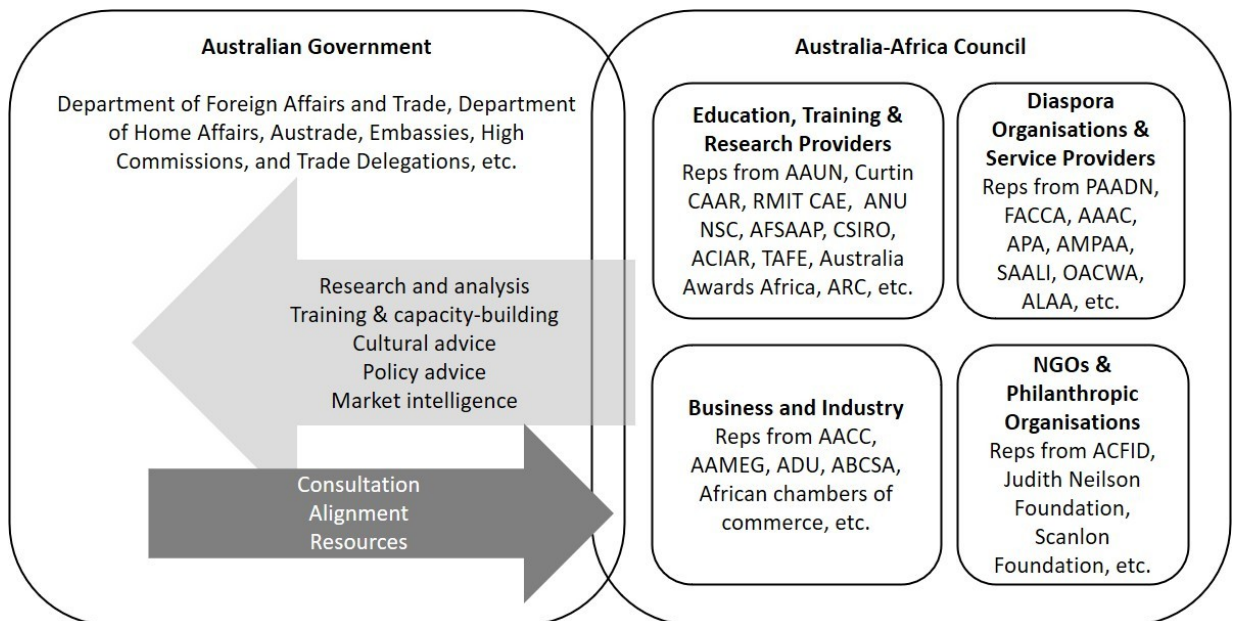 Australian Government
Department of Foreign Affairs and Trade, Department
of Home Affairs, Austrade, Embassies, High
Commissions, and Trade Delegations, etc.
Research and analysis
Training & capacity-building
Cultural advice
Policy advice
Market intelligence
Consultation
Alignment
Resources
Australia-Africa Council
Education, Training &
Research Providers
Reps from AAUN, Curtin
CAAR, RMIT CAE, ANU
NSC, AFSAAP, CSIRO,
ACIAR, TAFE, Australia
Awards Africa, ARC, etc.
Diaspora
Organisations &
Service Providers
Reps from PAADN,
FACCA, AAAC,
APA, AMPAA,
SAALI, OACWA,
ALAA, etc.
Business and Industry
Reps from AACC,
AAMEG, ADU, ABCSA,
African chambers of
commerce, etc.
NGOs &
Philanthropic
Organisations
Reps from ACFID,
Judith Neilson
Foundation,
Scanlon
Foundation, etc.